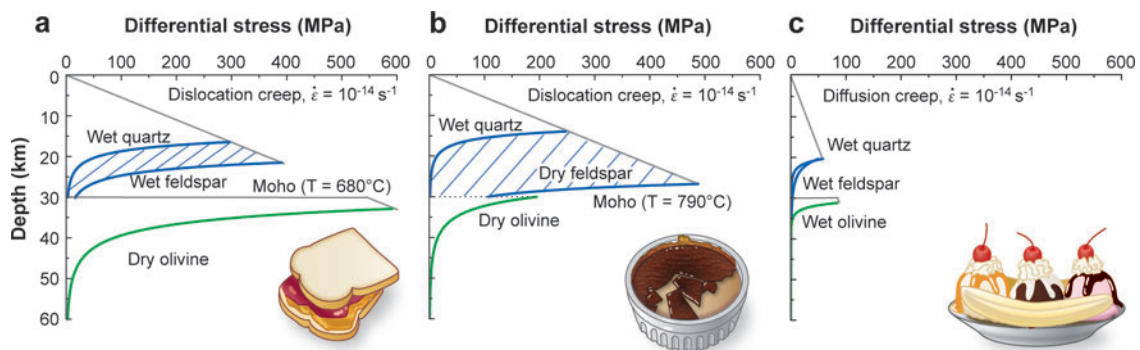 a
Differential stress (MPa)
0 100 200 300 400 500 600
0
10
20
30
40
50
60
Depth (km)
Dislocation creep, ε̇ = 10⁻¹⁴ s⁻¹
Wet quartz
Wet feldspar
Moho (T = 680°C)
Dry olivine
b
Differential stress (MPa)
0 100 200 300 400 500 600
Dislocation creep, ε̇ = 10⁻¹⁴ s⁻¹
Wet quartz
Dry feldspar
Moho (T = 790°C)
Dry olivine
c
Differential stress (MPa)
0 100 200 300 400 500 600
Diffusion creep, ε̇ = 10⁻¹⁴ s⁻¹
Wet quartz
Wet feldspar
Wet olivine